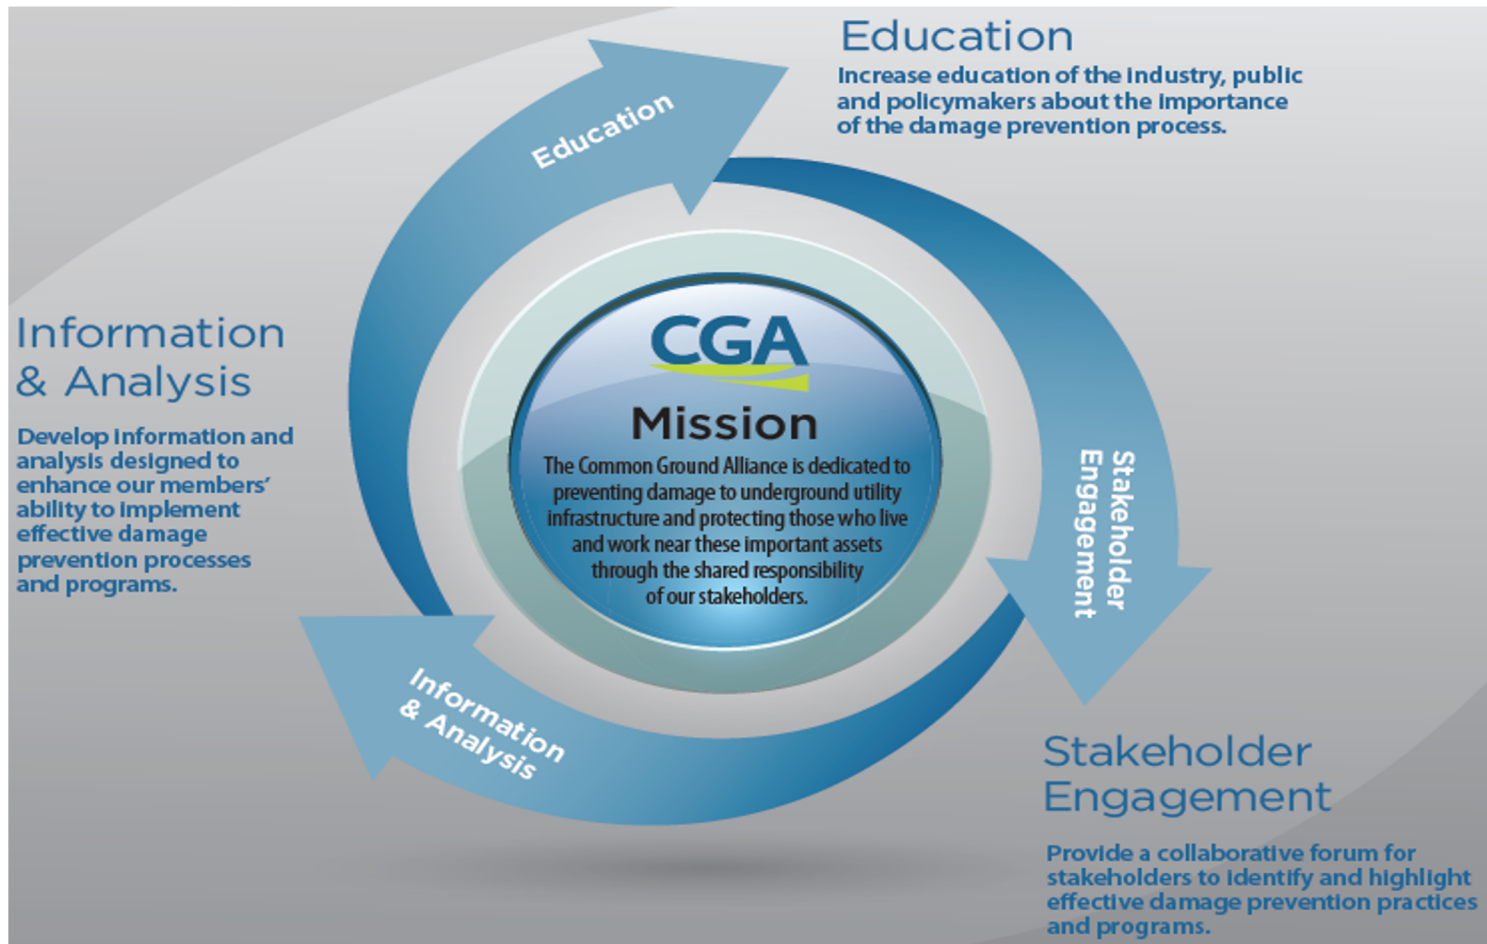 Education
Increase education of the industry, public
and policymakers about the importance
of the damage prevention process.
Education
Information
& Analysis
Develop information and
analysis designed to
enhance our members’
ability to implement
effective damage
prevention processes
and programs.
CGA
Mission
The Common Ground Alliance is dedicated to
preventing damage to underground utility
infrastructure and protecting those who live
and work near these important assets
through the shared responsibility
of our stakeholders.
Stakeholder
Engagement
Information
& Analysis
Stakeholder
Engagement
Provide a collaborative forum for
stakeholders to identify and highlight
effective damage prevention practices
and programs.